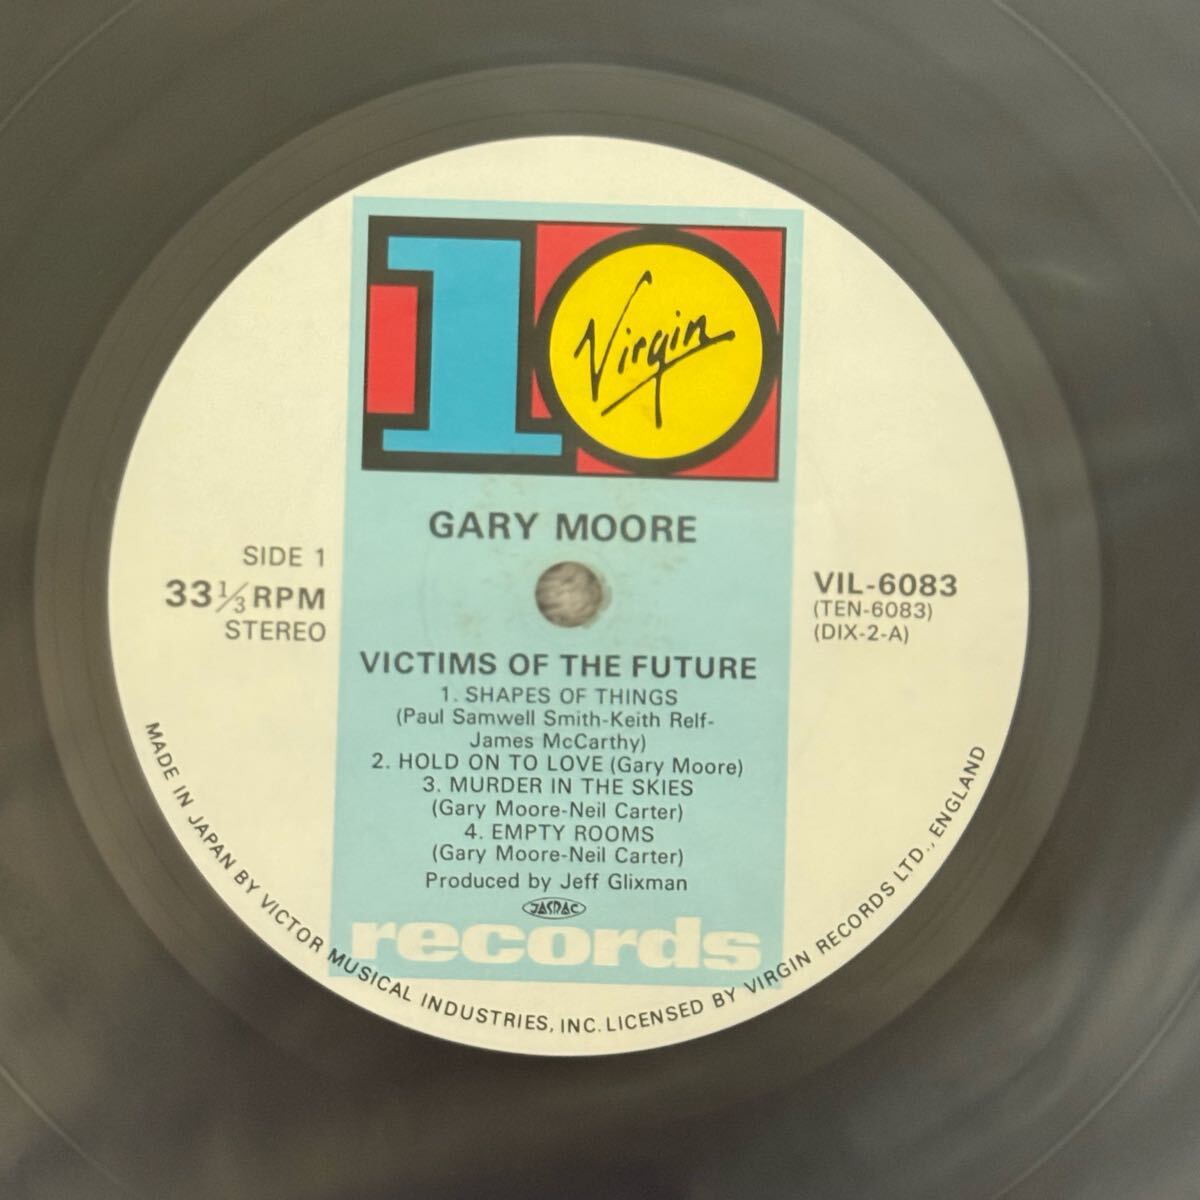 10
Virgin
GARY MOORE
SIDE 1
33 1/3 RPM
STEREO
VIL-6083
(TEN-6083)
(DIX-2-A)
VICTIMS OF THE FUTURE
1. SHAPES OF THINGS
(Paul Samwell Smith-Keith Relf-
James McCarthy)
2. HOLD ON TO LOVE (Gary Moore)
3. MURDER IN THE SKIES
(Gary Moore-Neil Carter)
4. EMPTY ROOMS
(Gary Moore-Neil Carter)
Produced by Jeff Glixman
JASRAC
records
MADE IN JAPAN BY VICTOR MUSICAL INDUSTRIES, INC. LICENSED BY VIRGIN RECORDS LTD., ENGLAND